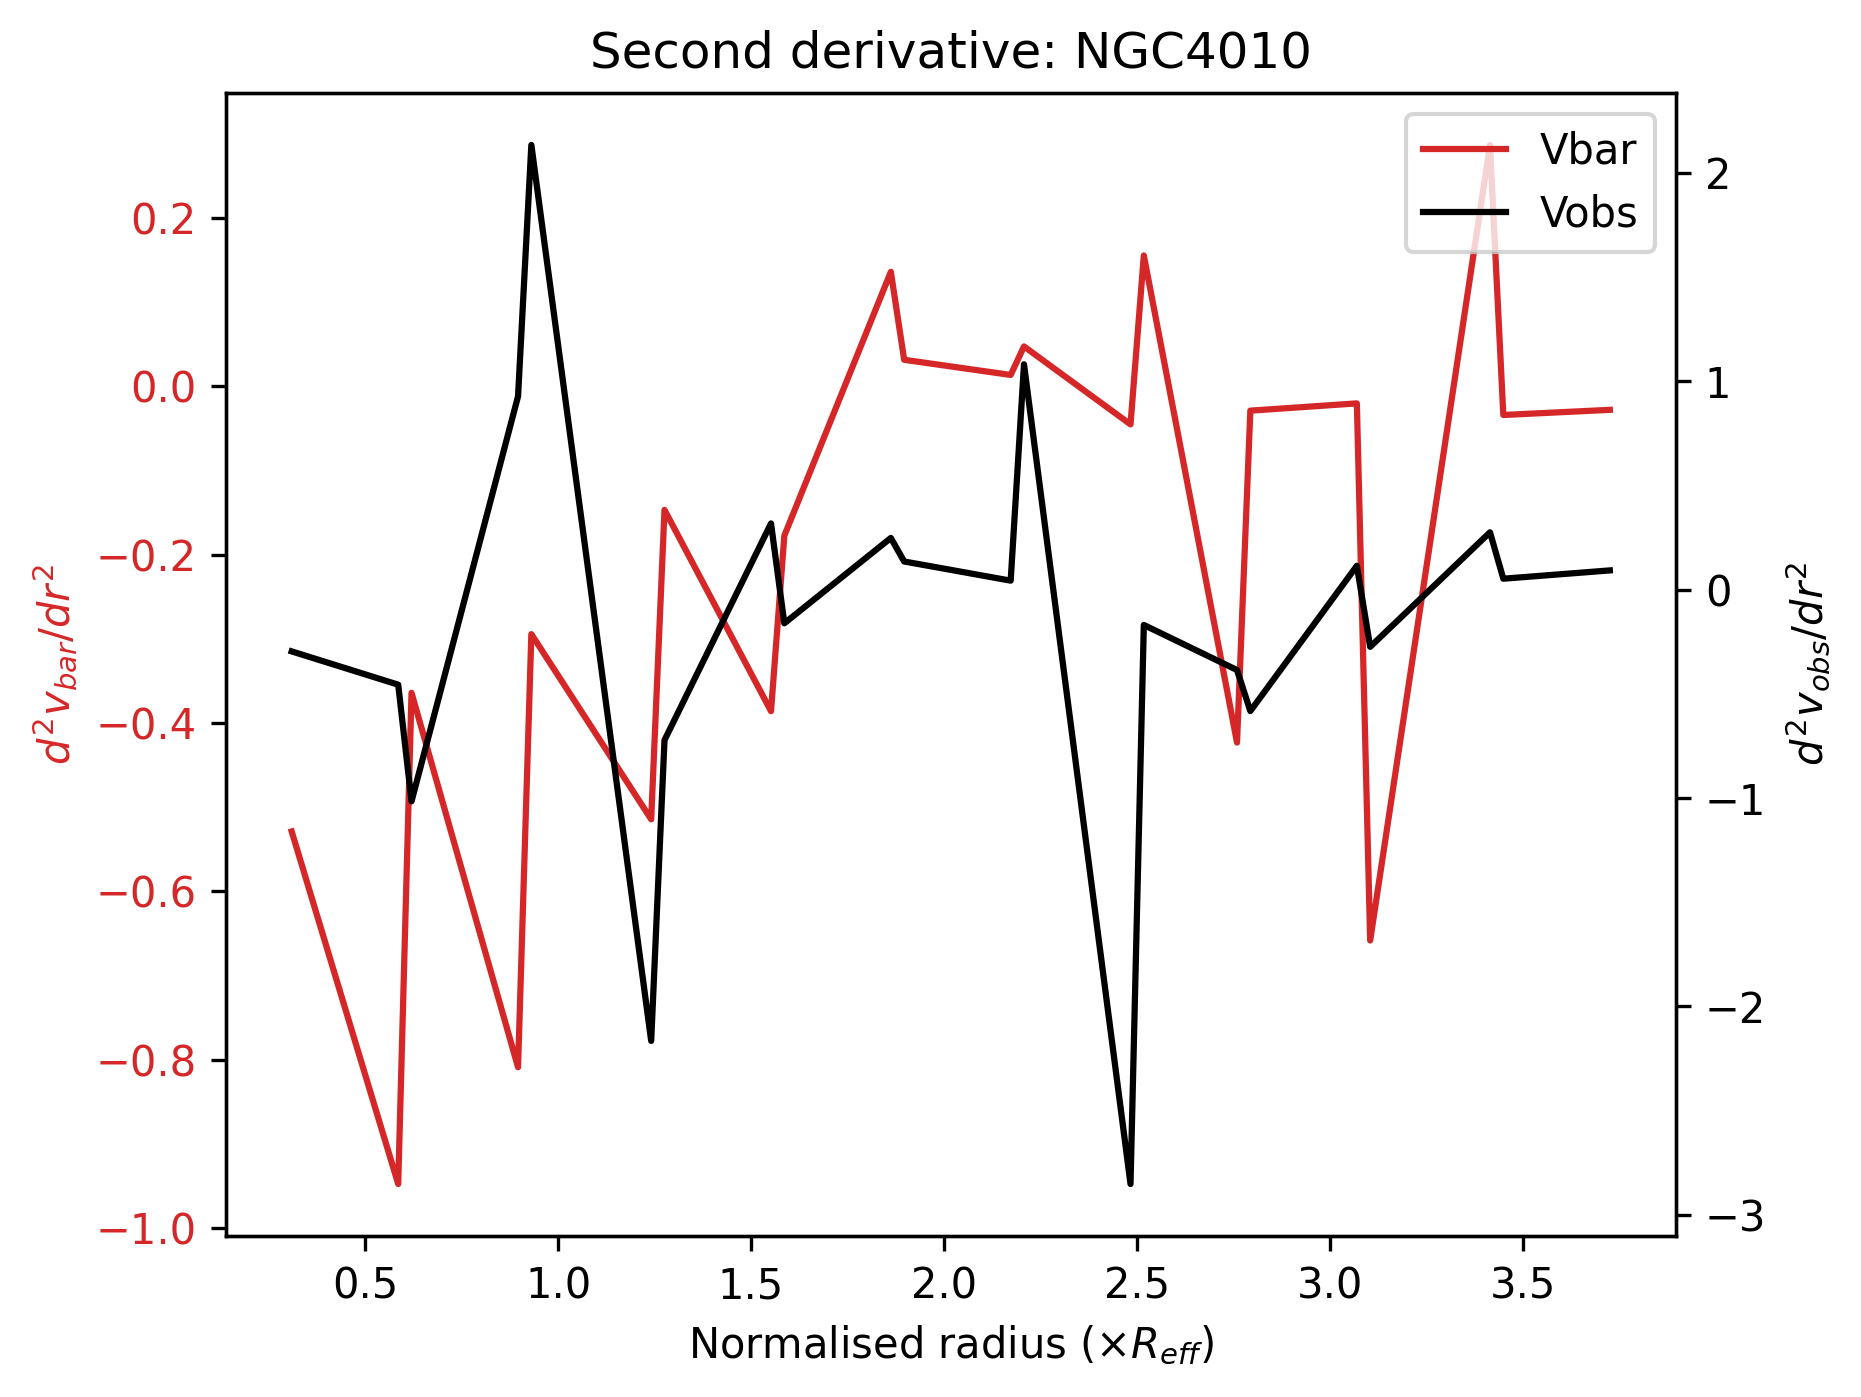 Second derivative: NGC4010
Vbar
Vobs
0.2
0.0
−0.2
−0.4
−0.6
−0.8
−1.0
d²v_bar/dr²
2
1
0
−1
−2
−3
d²v_obs/dr²
0.5 1.0 1.5 2.0 2.5 3.0 3.5
Normalised radius (×R_eff)